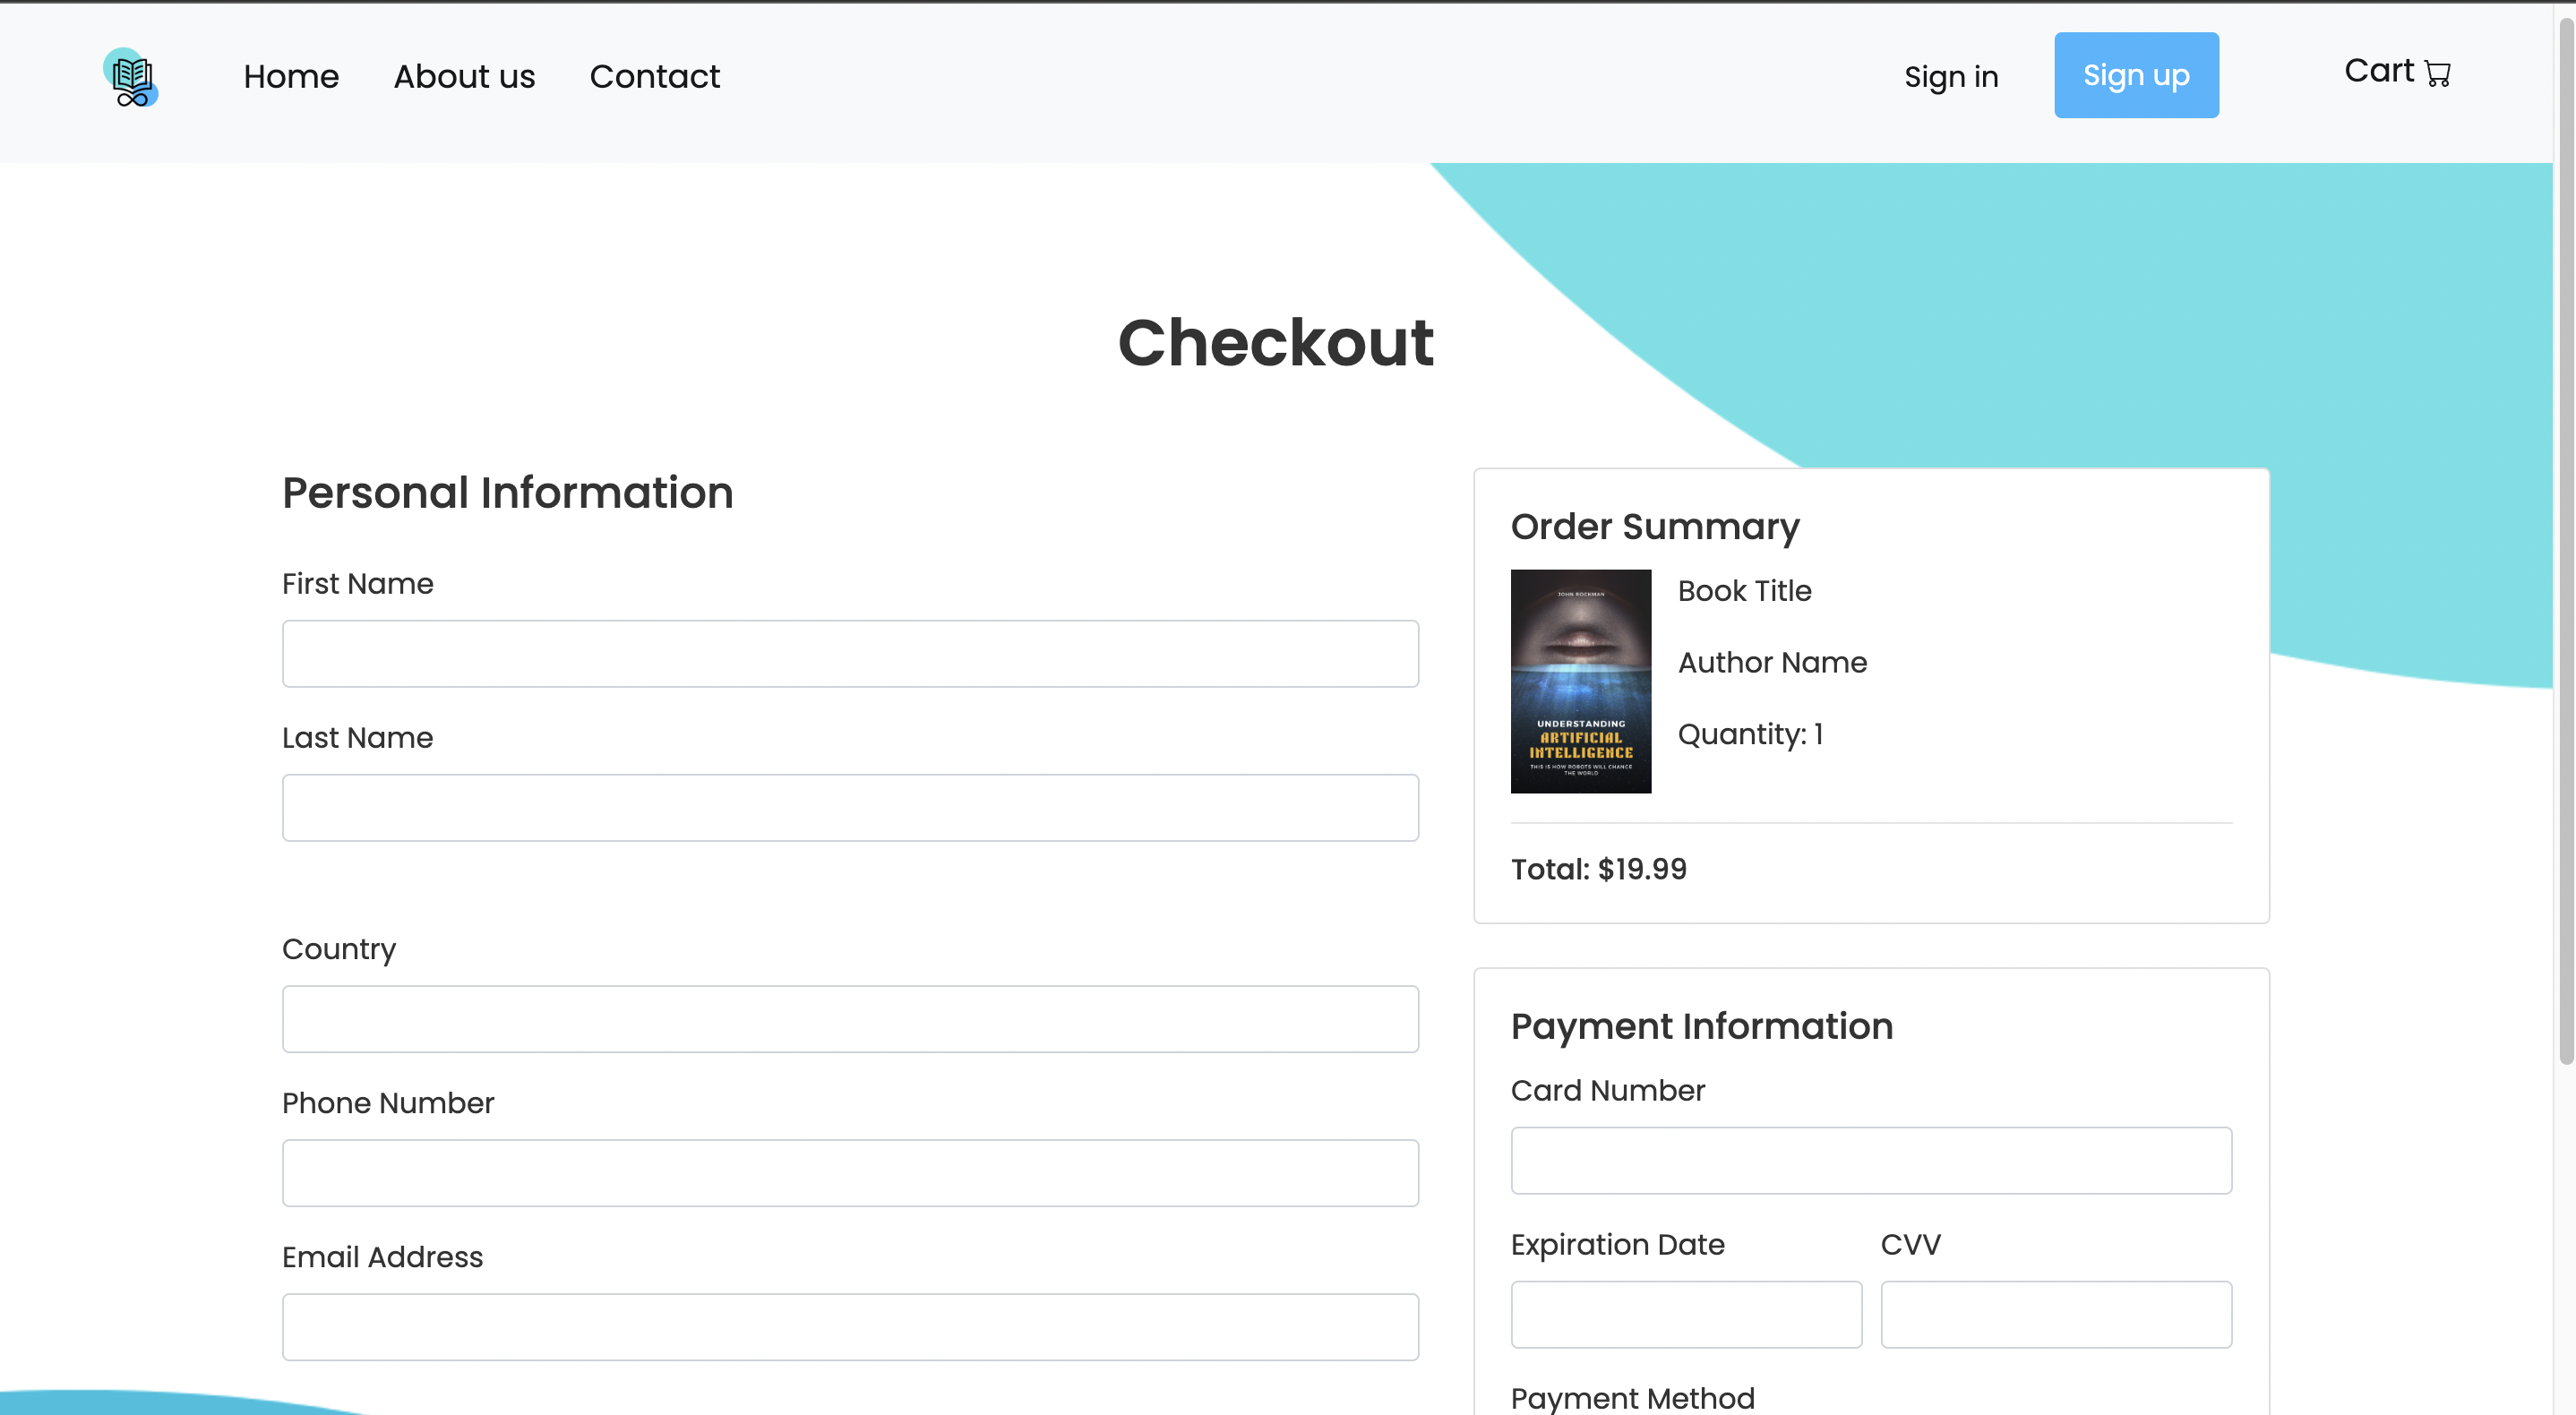 Home About us Contact Sign in Sign up Cart
Checkout
Personal Information
First Name
Last Name
Country
Phone Number
Email Address
Order Summary
JOHN ROCKMAN
UNDERSTANDING
ARTIFICIAL
INTELLIGENCE
THIS IS HOW ROBOTS WILL CHANGE
THE WORLD
Book Title
Author Name
Quantity: 1
Total: $19.99
Payment Information
Card Number
Expiration Date CVV
Payment Method